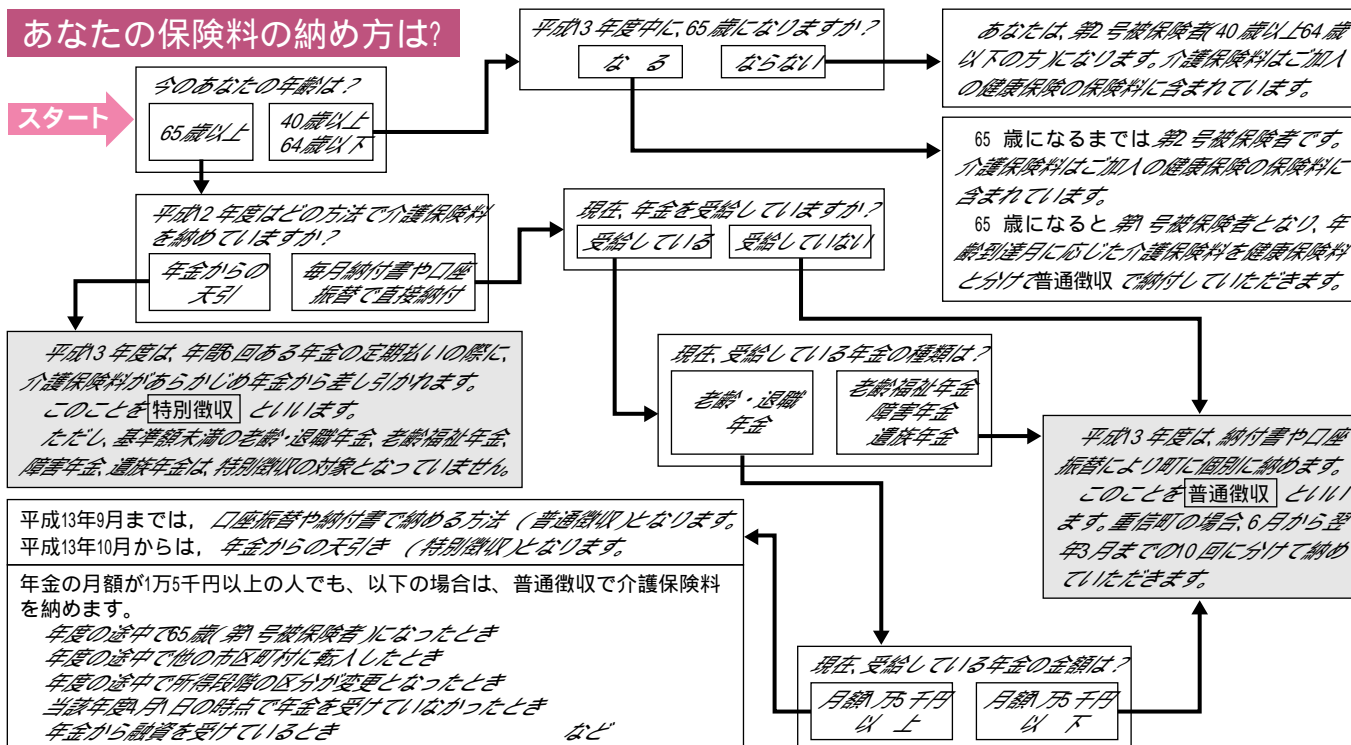 あなたの保険料の納め方は?
スタート
今のあなたの年齢は?
65歳以上
40歳以上
64歳以下
平成13年度中に、65歳になりますか?
なる
ならない
あなたは、第2号被保険者(40歳以上64歳
以下の方)になります。介護保険料はご加入
の健康保険の保険料に含まれています。
65 歳になるまでは 第2号被保険者です。
介護保険料はご加入の健康保険の保険料に
含まれています。
65 歳になると 第1号被保険者となり、年
齢到達月に応じた介護保険料を健康保険料
と分けて普通徴収 で納付していただきます。
平成12年度はどの方法で介護保険料
を納めていますか?
年金からの
天引
毎月納付書や口座
振替で直接納付
現在、年金を受給していますか?
受給している
受給していない
平成13年度は、年間6回ある年金の定期払いの際に、
介護保険料があらかじめ年金から差し引かれます。
このことを 特別徴収 といいます。
ただし、基準額未満の老齢・退職年金、老齢福祉年金、
障害年金、遺族年金は、特別徴収の対象となっていません。
現在、受給している年金の種類は?
老齢・退職
年金
老齢福祉年金
障害年金
遺族年金
平成13年度は、納付書や口座
振替により町に個別に納めます。
このことを 普通徴収 といい
ます。重信町の場合、6月から翌
年3月までの10回に分けて納め
ていただきます。
平成13年9月までは, 口座振替や納付書で納める方法 (普通徴収)となります。
平成13年10月からは, 年金からの天引き (特別徴収)となります。
年金の月額が1万5千円以上の人でも、以下の場合は、普通徴収で介護保険料
を納めます。
年度の途中で65歳(第1号被保険者)になったとき
年度の途中で他の市区町村に転入したとき
年度の途中で所得段階の区分が変更となったとき
当該年度4月1日の時点で年金を受けていなかったとき
年金から融資を受けているとき など
現在、受給している年金の金額は?
月額1万5千円
以上
月額1万5千円
以下